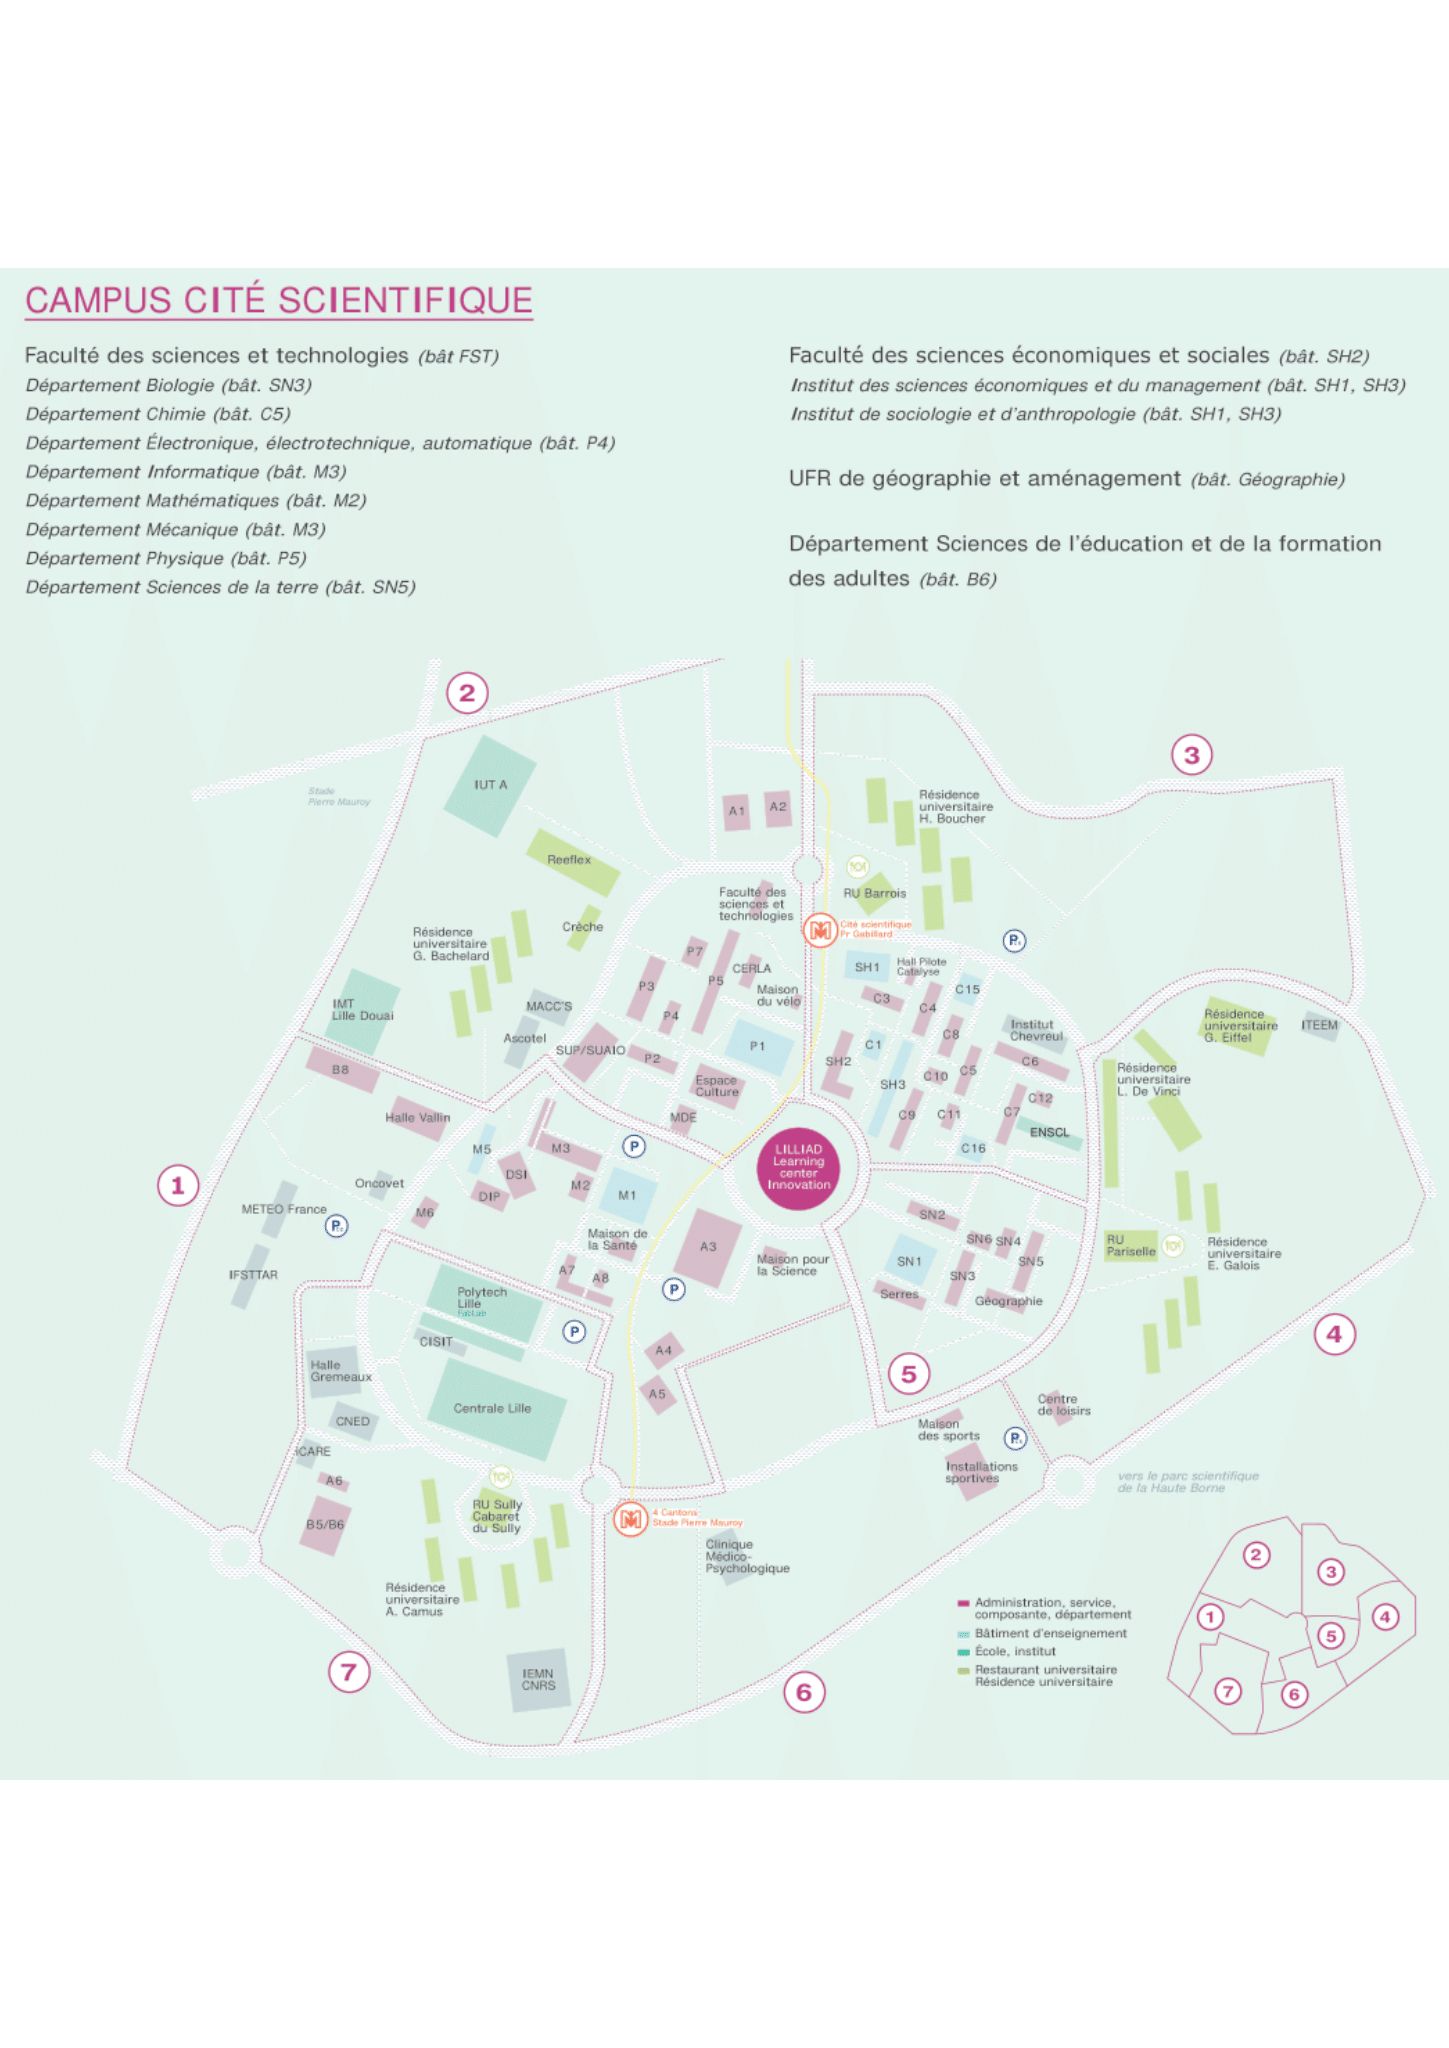 CAMPUS CITÉ SCIENTIFIQUE
Faculté des sciences et technologies (bât FST)
Département Biologie (bât. SN3)
Département Chimie (bât. C5)
Département Électronique, électrotechnique, automatique (bât. P4)
Département Informatique (bât. M3)
Département Mathématiques (bât. M2)
Département Mécanique (bât. M3)
Département Physique (bât. P5)
Département Sciences de la terre (bât. SN5)
Faculté des sciences économiques et sociales (bât. SH2)
Institut des sciences économiques et du management (bât. SH1, SH3)
Institut de sociologie et d'anthropologie (bât. SH1, SH3)
UFR de géographie et aménagement (bât. Géographie)
Département Sciences de l'éducation et de la formation
des adultes (bât. B6)
2
3
Stade
Pierre Mauroy
IUT A
A1
A2
Résidence
universitaire
H. Boucher
Reeflex
RU Barrois
Faculté des
sciences et
technologies
Crèche
Cité scientifique
Pr Gabillard
Résidence
universitaire
G. Bachelard
P
P7
CERLA
P5
P3
Maison
du vélo
P4
SH1
Hall Pilote
Catalyse
C3
C4
C15
IMT
Lille Douai
MACC'S
Ascotel
SUP/SUAIO
P2
P1
Espace
Culture
MDE
SH2
C1
SH3
C8
C10
C5
C9
C11
Institut
Chevreul
C6
C12
C7
ENSCL
C16
Résidence
universitaire
G. Eiffel
ITEEM
Résidence
universitaire
L. De Vinci
B8
Halle Vallin
M5
M3
P
DSI
DIP
M2
M1
M6
LILLIAD
Learning
center
Innovation
1
Oncovet
METEO France
P
IFSTTAR
Maison de
la Santé
A3
Maison pour
la Science
A7
A8
P
SN2
SN6
SN4
SN1
SN3
SN5
Serres
Géographie
RU
Pariselle
Résidence
universitaire
E. Galois
Polytech
Lille
FabLab
CISIT
P
Halle
Gremeaux
Centrale Lille
CNED
ICARE
A6
B5/B6
A4
A5
5
4
Maison
des sports
Centre
de loisirs
P
Installations
sportives
vers le parc scientifique
de la Haute Borne
RU Sully
Cabaret
du Sully
4 Cantons
Stade Pierre Mauroy
Clinique
Médico-
Psychologique
Résidence
universitaire
A. Camus
7
IEMN
CNRS
6
Administration, service,
composante, département
Bâtiment d'enseignement
École, institut
Restaurant universitaire
Résidence universitaire
2
3
1
4
5
7
6